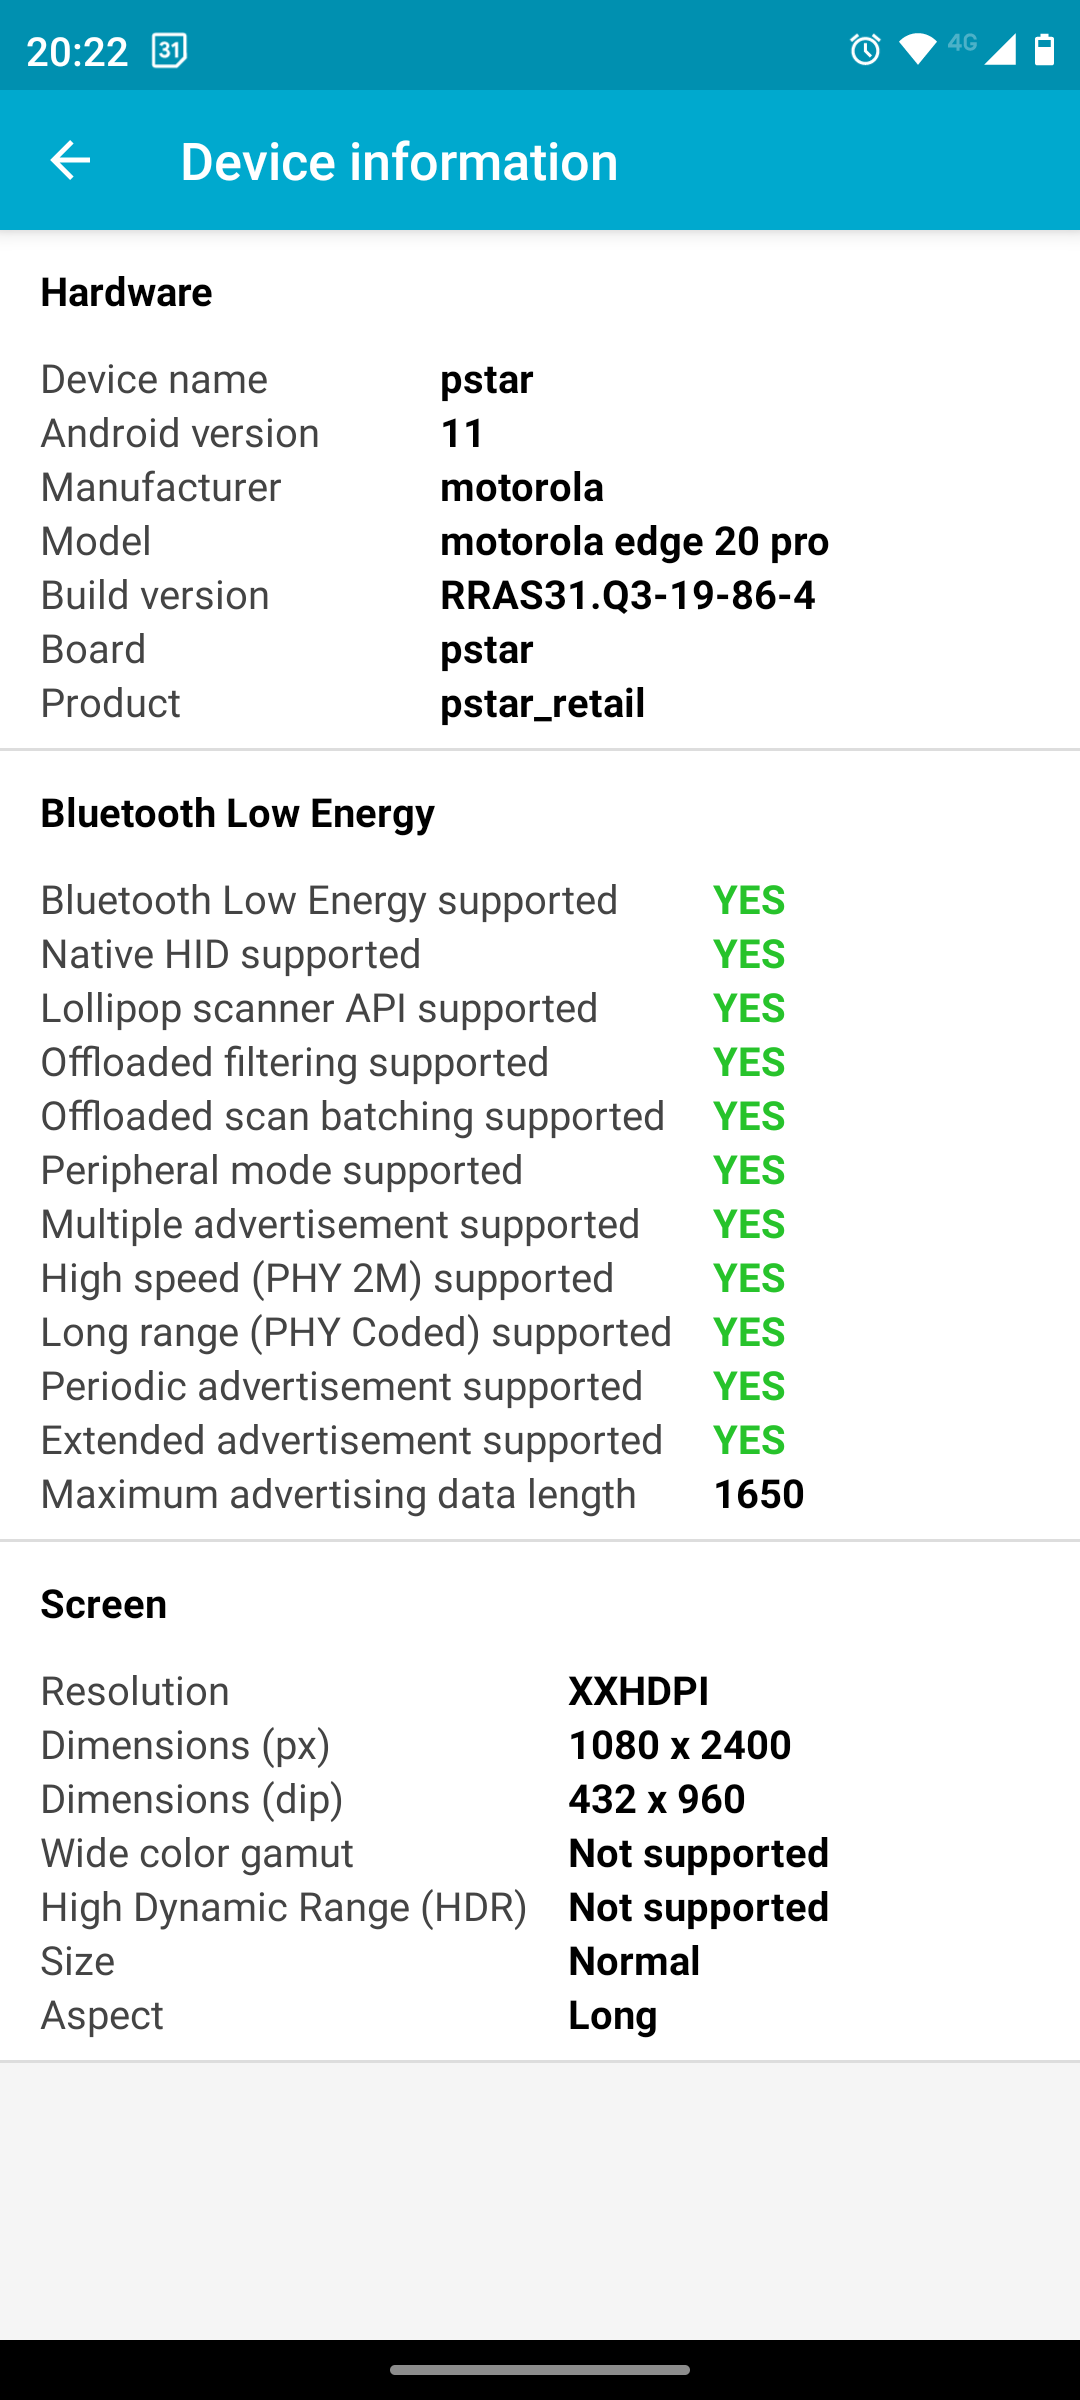 20:22 31 4G
Device information
Hardware
Device name pstar
Android version 11
Manufacturer motorola
Model motorola edge 20 pro
Build version RRAS31.Q3-19-86-4
Board pstar
Product pstar_retail
Bluetooth Low Energy
Bluetooth Low Energy supported YES
Native HID supported YES
Lollipop scanner API supported YES
Offloaded filtering supported YES
Offloaded scan batching supported YES
Peripheral mode supported YES
Multiple advertisement supported YES
High speed (PHY 2M) supported YES
Long range (PHY Coded) supported YES
Periodic advertisement supported YES
Extended advertisement supported YES
Maximum advertising data length 1650
Screen
Resolution XXHDPI
Dimensions (px) 1080 x 2400
Dimensions (dip) 432 x 960
Wide color gamut Not supported
High Dynamic Range (HDR) Not supported
Size Normal
Aspect Long